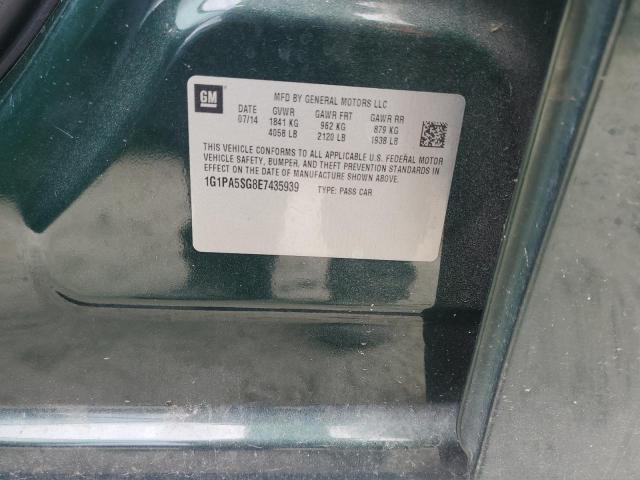 GM
MFD BY GENERAL MOTORS LLC
DATE GVWR GAWR FRT GAWR RR
07/14 1841 KG 962 KG 879 KG
4058 LB 2120 LB 1938 LB
THIS VEHICLE CONFORMS TO ALL APPLICABLE U.S. FEDERAL MOTOR
VEHICLE SAFETY, BUMPER, AND THEFT PREVENTION STANDARDS IN
EFFECT ON THE DATE OF MANUFACTURE SHOWN ABOVE.
1G1PA5SG8E7435939 TYPE: PASS CAR